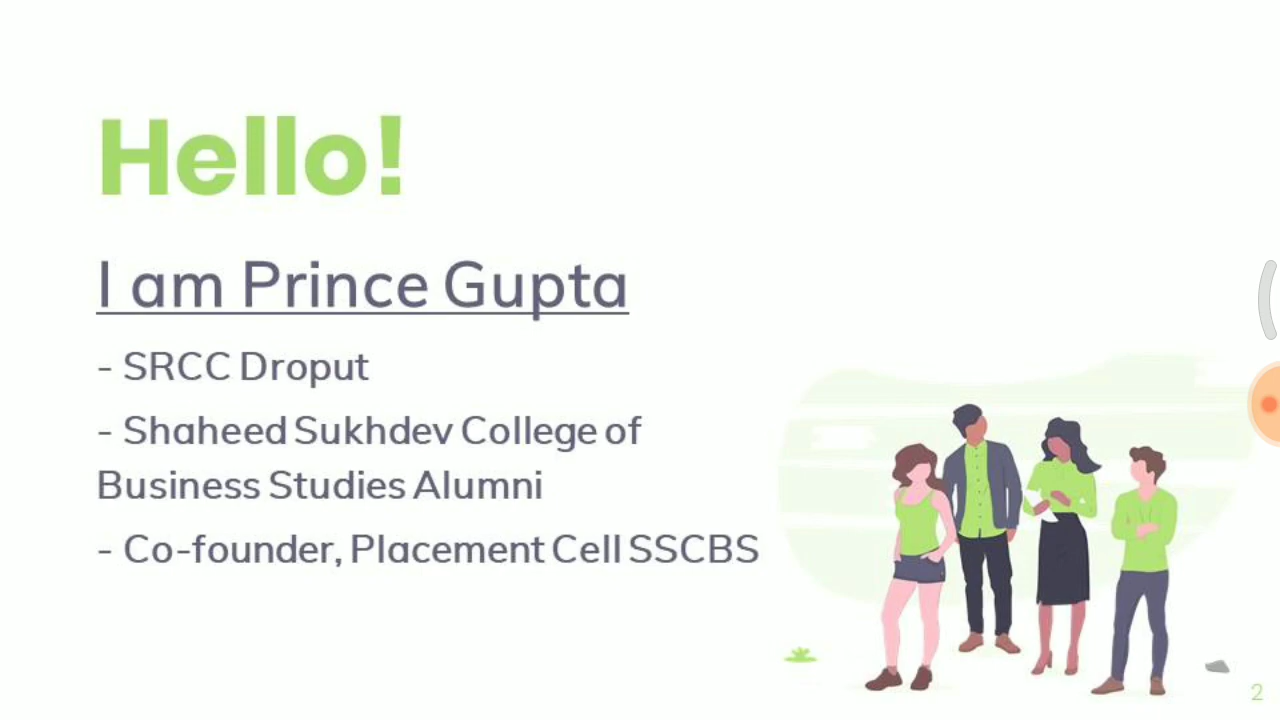 Hello!
I am Prince Gupta
- SRCC Droput
- Shaheed Sukhdev College of
Business Studies Alumni
- Co-founder, Placement Cell SSCBS
2